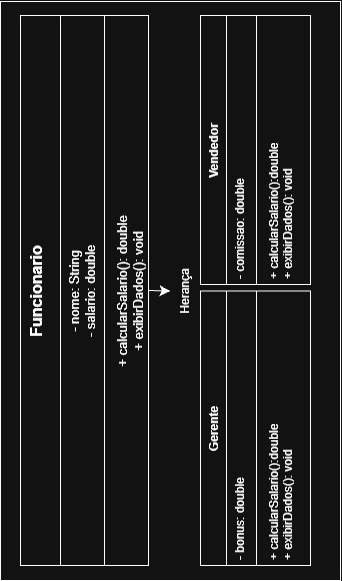 Funcionario
- nome: String
- salario: double
+ calcularSalario(): double
+ exibirDados(): void
Herança
Gerente
- bonus: double
+ calcularSalario():double
+ exibirDados(): void
Vendedor
- comissao: double
+ calcularSalario():double
+ exibirDados(): void